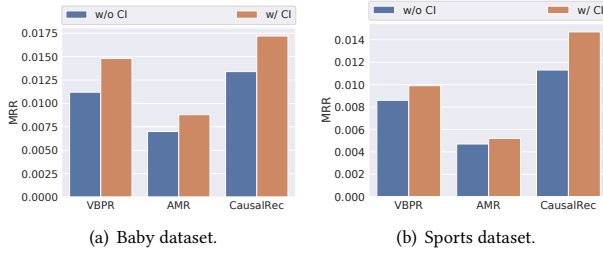 w/o CI w/ CI
0.0175
0.0150
0.0125
0.0100
0.0075
0.0050
0.0025
0.0000
MRR
VBPR AMR CausalRec
(a) Baby dataset.
w/o CI w/ CI
0.014
0.012
0.010
0.008
0.006
0.004
0.002
0.000
MRR
VBPR AMR CausalRec
(b) Sports dataset.